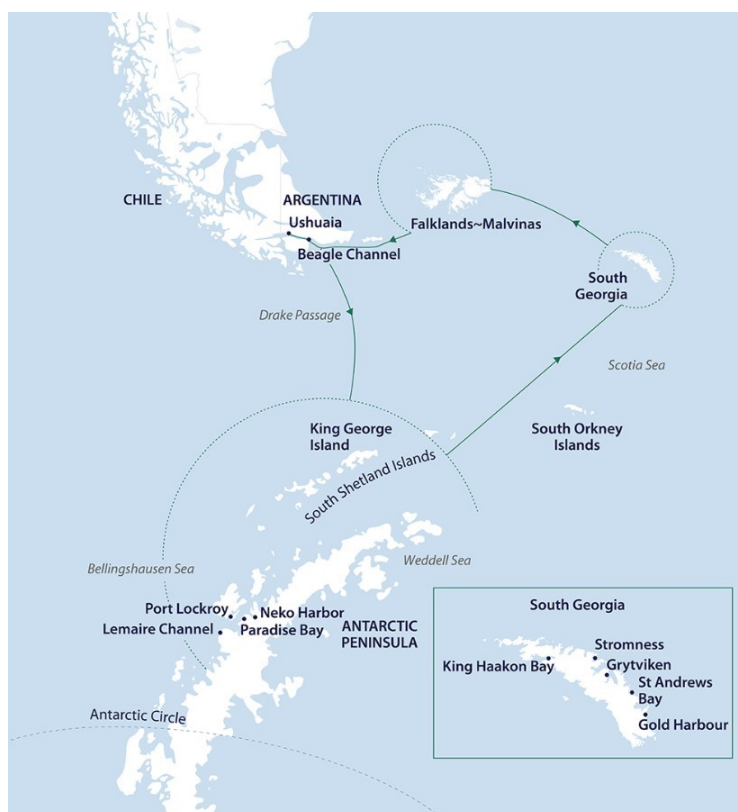 CHILE
ARGENTINA
Ushuaia
Beagle Channel
Falklands~Malvinas
South
Georgia
Drake Passage
Scotia Sea
King George
Island
South Orkney
Islands
South Shetland Islands
Weddell Sea
Bellingshausen Sea
Port Lockroy
Neko Harbor
Lemaire Channel
Paradise Bay
ANTARCTIC
PENINSULA
Antarctic Circle
South Georgia
Stromness
King Haakon Bay
Grytviken
St Andrews
Bay
Gold Harbour